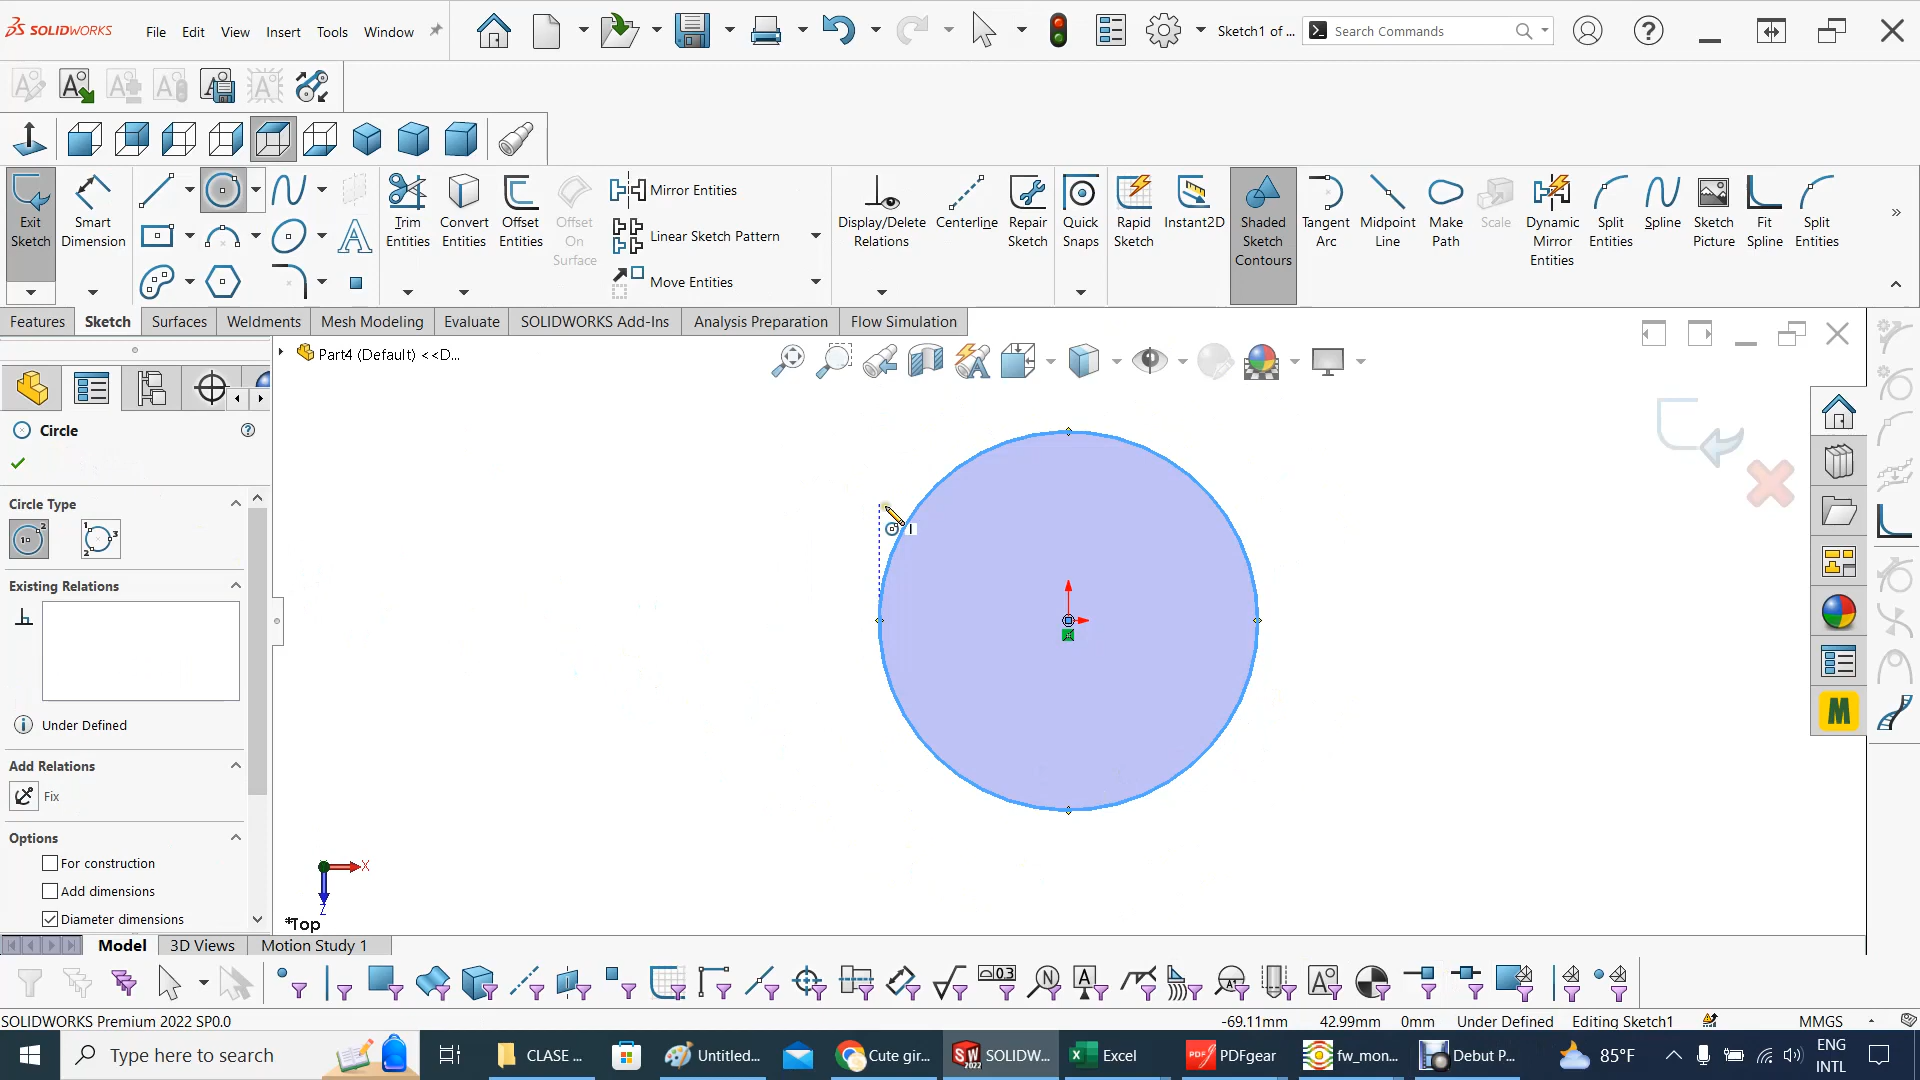 SOLIDWORKS File Edit View Insert Tools Window Sketch1 of ... Search Commands
Exit Sketch
Smart Dimension
Trim Entities
Convert Entities
Offset Entities
Offset On Surface
Mirror Entities
Linear Sketch Pattern
Move Entities
Display/Delete Relations
Centerline
Repair Sketch
Quick Snaps
Rapid Sketch
Instant2D
Shaded Sketch Contours
Tangent Arc
Midpoint Line
Make Path
Scale
Dynamic Mirror Entities
Split Entities
Spline
Sketch Picture
Fit Spline
Split Entities
Features Sketch Surfaces Weldments Mesh Modeling Evaluate SOLIDWORKS Add-Ins Analysis Preparation Flow Simulation
Part4 (Default) <<D...
Circle
Circle Type
Existing Relations
Under Defined
Add Relations
Fix
Options
For construction
Add dimensions
Diameter dimensions
X
Z
*Top
M
Model 3D Views Motion Study 1
SOLIDWORKS Premium 2022 SP0.0 -69.11mm 42.99mm 0mm Under Defined Editing Sketch1 MMGS
Type here to search CLASE ... Untitled... Cute gir... SOLIDW... Excel PDFgear fw_mon... Debut P... 85°F ENG
INTL